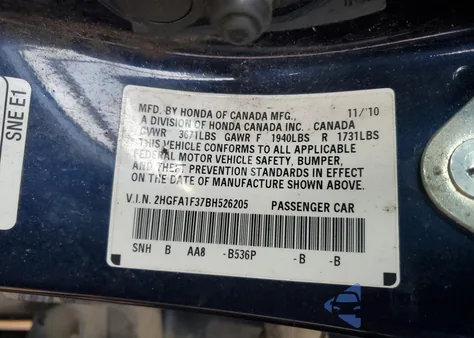 SNE E1
MFD. BY HONDA OF CANADA MFG., 11/'10
A DIVISION OF HONDA CANADA INC., CANADA
GVWR 3671LBS GAWR F 1940LBS R 1731LBS
THIS VEHICLE CONFORMS TO ALL APPLICABLE
FEDERAL MOTOR VEHICLE SAFETY, BUMPER,
AND THEFT PREVENTION STANDARDS IN EFFECT
ON THE DATE OF MANUFACTURE SHOWN ABOVE.
V.I.N. 2HGFA1F37BH526205 PASSENGER CAR
SNH B AA8 -B536P -B -B